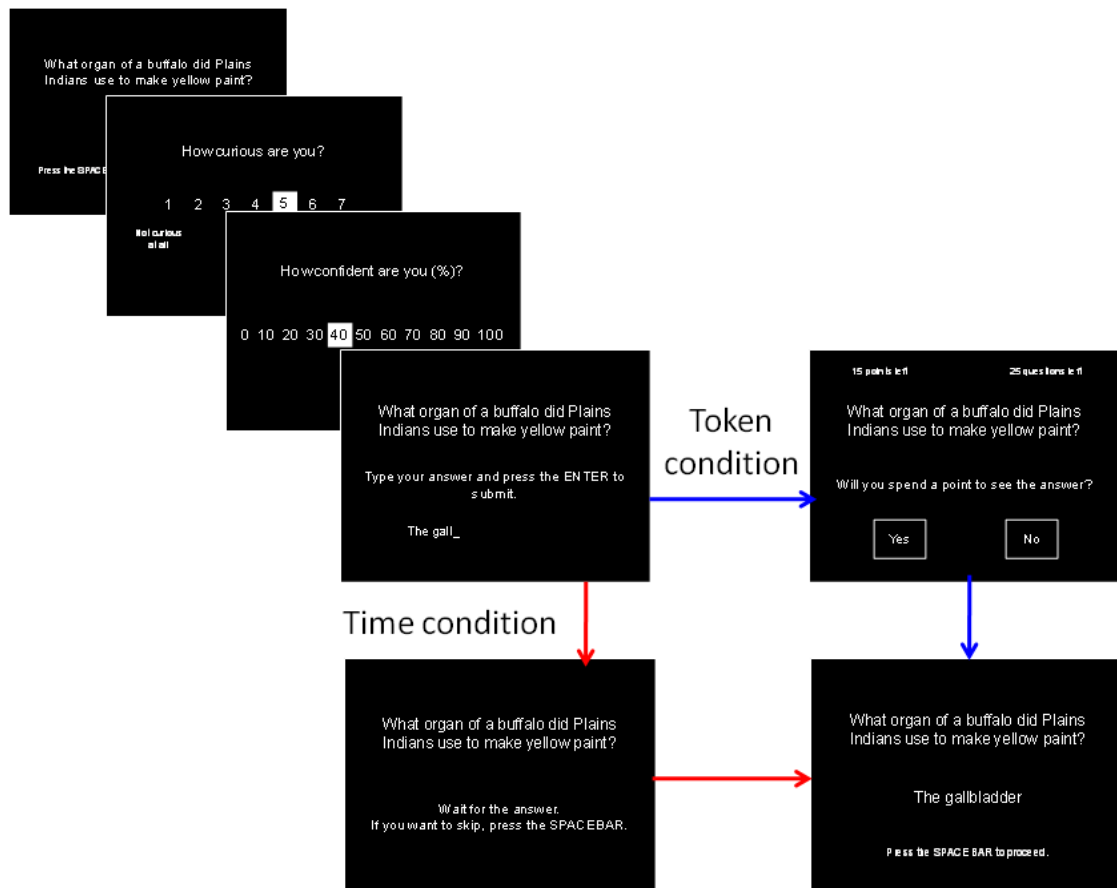 What organ of a buffalo did Plains
Indians use to make yellow paint?
Press the SPACE
How curious are you?
1 2 3 4 5 6 7
Not curious
at all
How confident are you (%)?
0 10 20 30 40 50 60 70 80 90 100
What organ of a buffalo did Plains
Indians use to make yellow paint?
Type your answer and press the ENTER to
submit.
The gall_
Token
condition
15 points left 25 questions left
What organ of a buffalo did Plains
Indians use to make yellow paint?
Will you spend a point to see the answer?
Yes No
Time condition
What organ of a buffalo did Plains
Indians use to make yellow paint?
Wait for the answer.
If you want to skip, press the SPACEBAR.
What organ of a buffalo did Plains
Indians use to make yellow paint?
The gallbladder
Press the SPACEBAR to proceed.